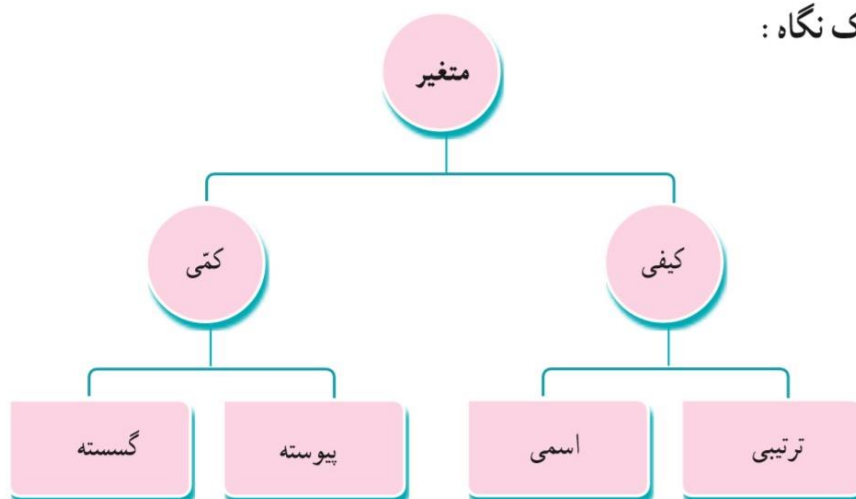 ک نگاه :
متغیر
کیفی
کمّی
ترتیبی
اسمی
پیوسته
گسسته